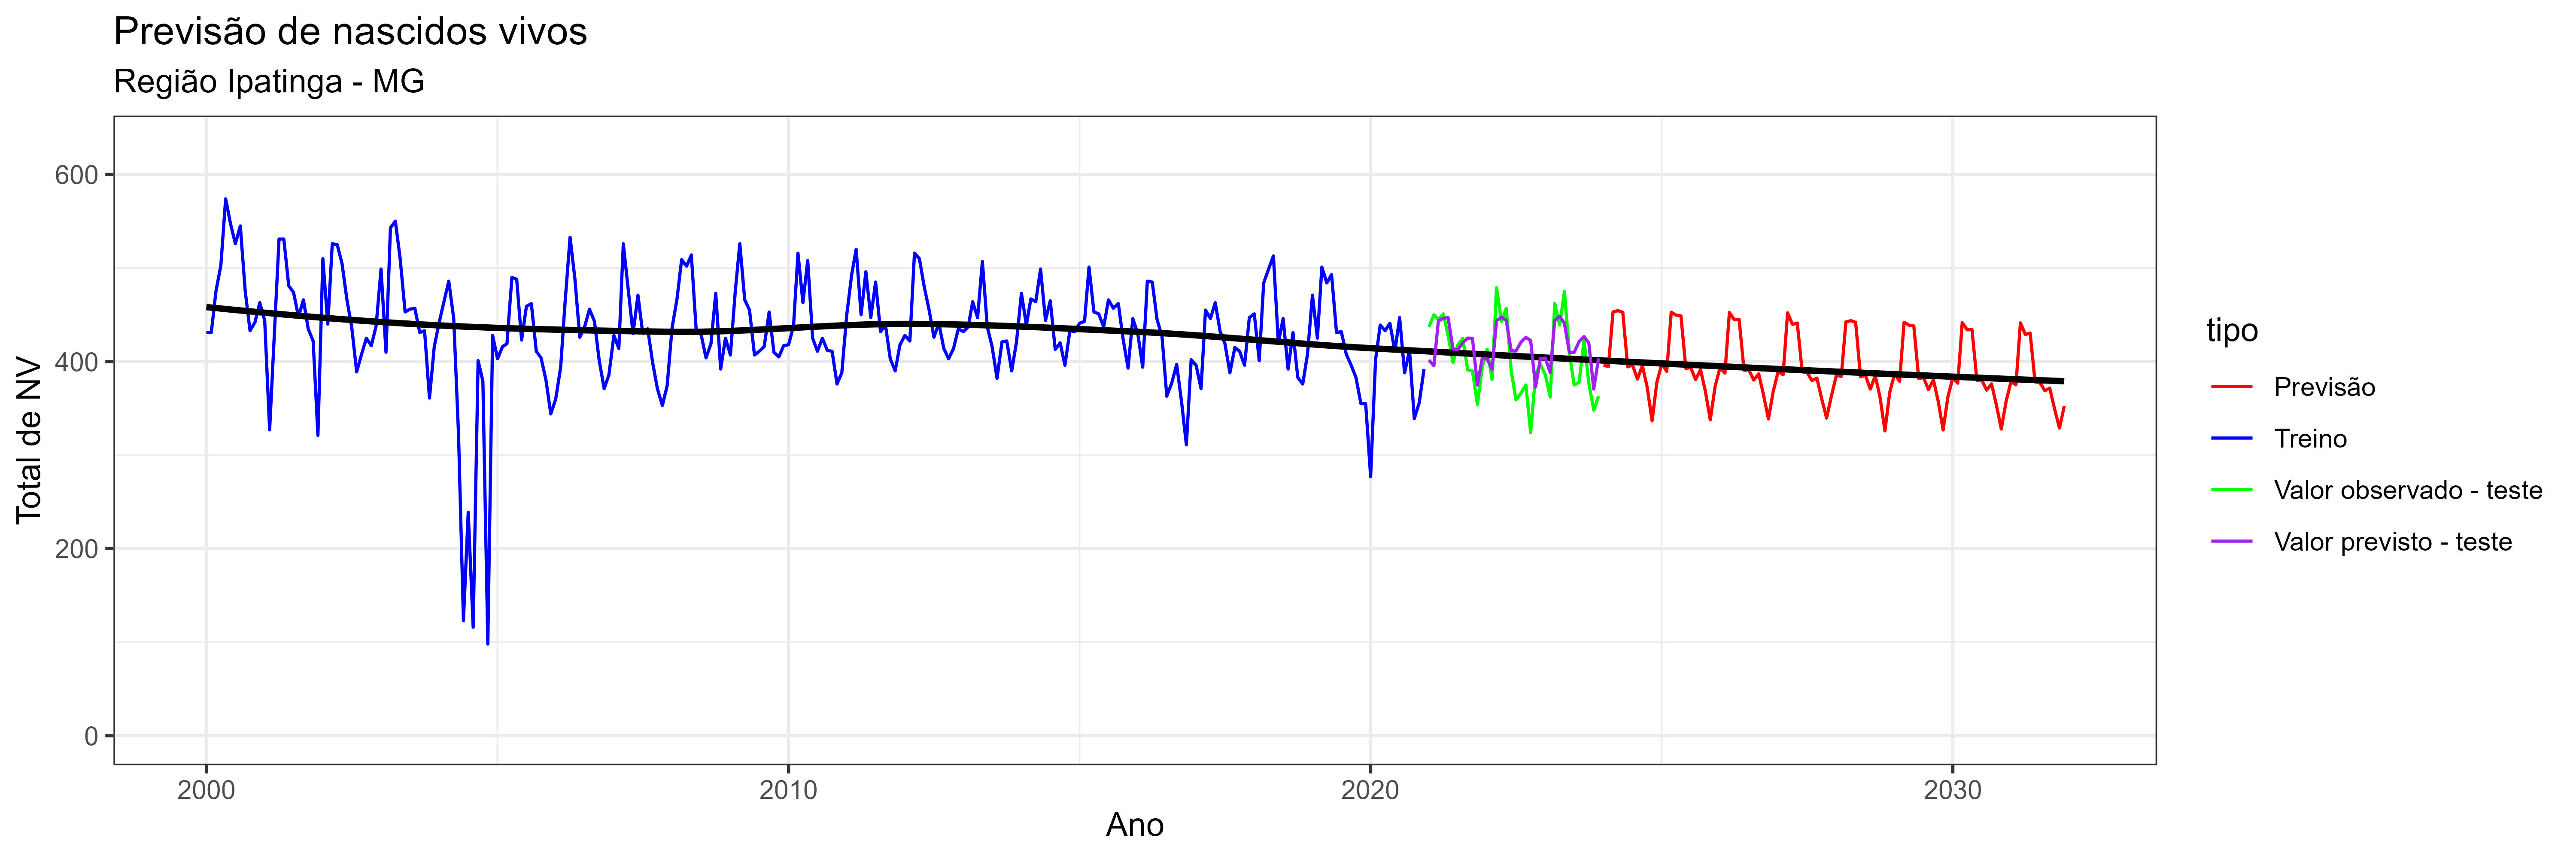 Previsão de nascidos vivos
Região Ipatinga - MG
Total de NV
600
400
200
0
2000
2010
2020
2030
Ano
tipo
Previsão
Treino
Valor observado - teste
Valor previsto - teste